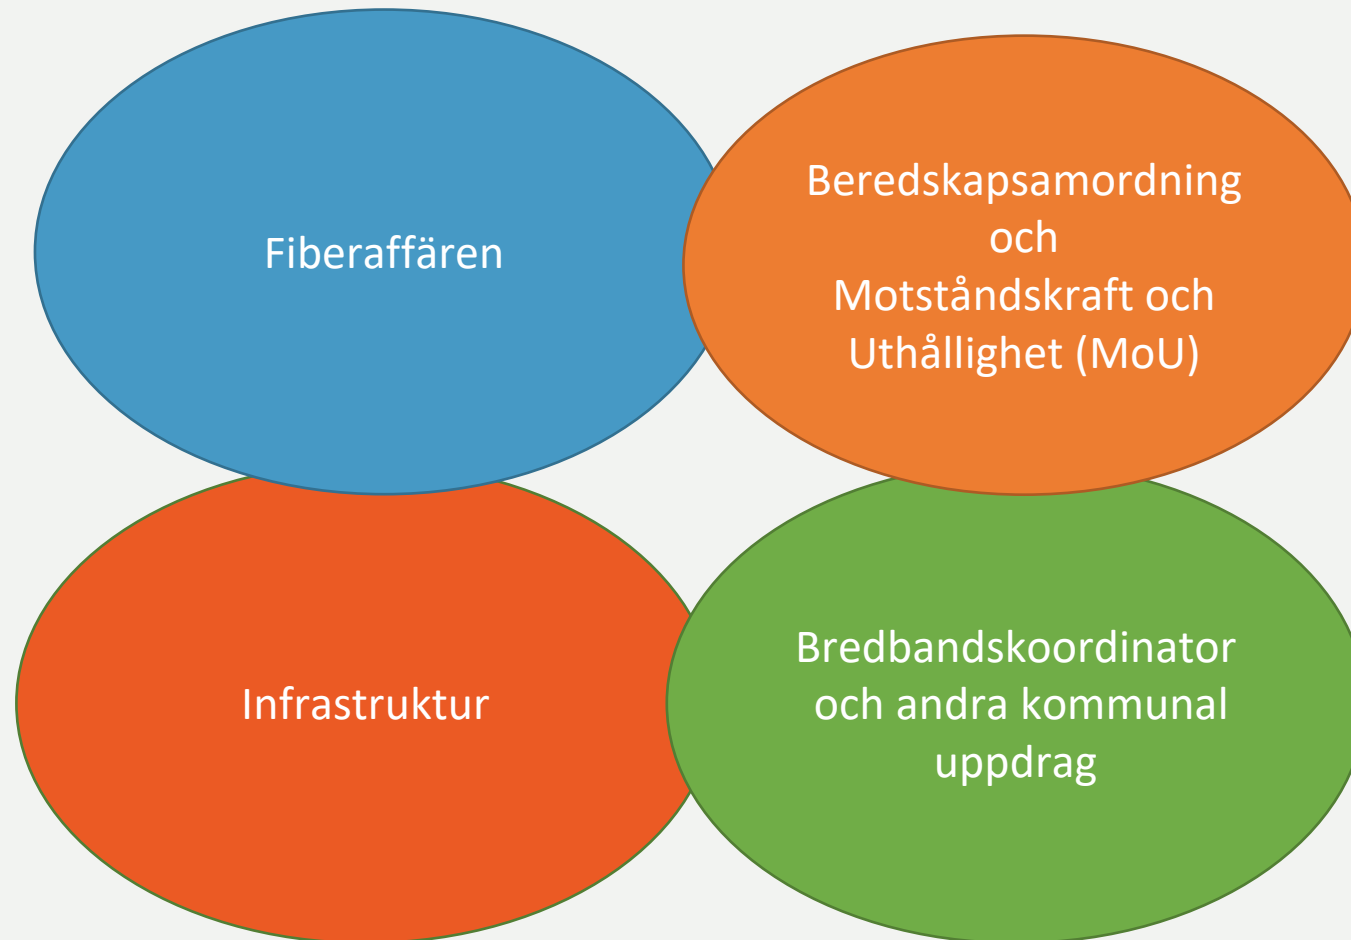 Fiberaffären
Beredskapsamordning
och
Motståndskraft och
Uthållighet (MoU)
Infrastruktur
Bredbandskoordinator
och andra kommunal
uppdrag